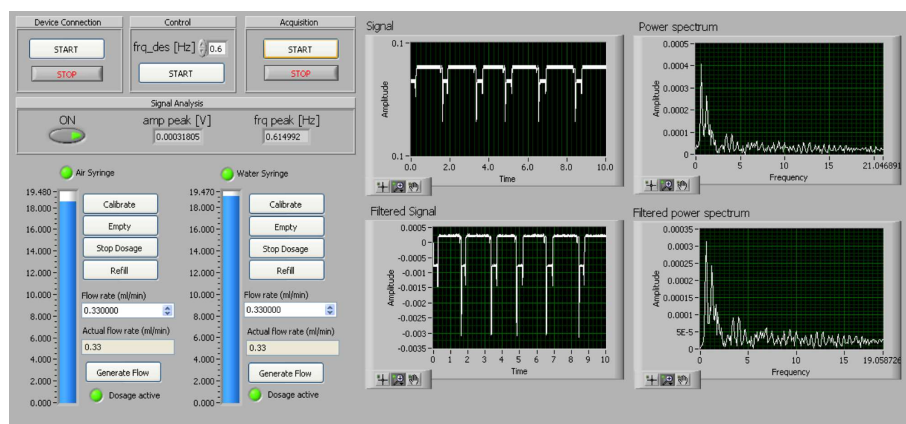 Device Connection
START
STOP
Control
frq_des [Hz] 0.6
START
Acquisition
START
STOP
Signal Analysis
ON
amp peak [V]
0.00031805
frq peak [Hz]
0.614992
Air Syringe
19.480
18.000
16.000
14.000
12.000
10.000
8.000
6.000
4.000
2.000
0.000
Calibrate
Empty
Stop Dosage
Refill
Flow rate (ml/min)
0.330000
Actual flow rate (ml/min)
0.33
Generate Flow
Dosage active
Water Syringe
19.470
18.000
16.000
14.000
12.000
10.000
8.000
6.000
4.000
2.000
0.000
Calibrate
Empty
Stop Dosage
Refill
Flow rate (ml/min)
0.330000
Actual flow rate (ml/min)
0.33
Generate Flow
Dosage active
Signal
Amplitude
0.1
0.1
0.0 2.0 4.0 6.0 8.0 10.0
Time
Power spectrum
Amplitude
0.0005
0.0004
0.0003
0.0002
0.0001
0
0 5 10 15 21.046891
Frequency
Filtered Signal
Amplitude
0.0005
0
-0.0005
-0.001
-0.0015
-0.002
-0.0025
-0.003
-0.0035
0 1 2 3 4 5 6 7 8 9 10
Time
Filtered power spectrum
Amplitude
0.00035
0.0003
0.00025
0.0002
0.00015
0.0001
5E-5
0
0 5 10 15 19.058726
Frequency